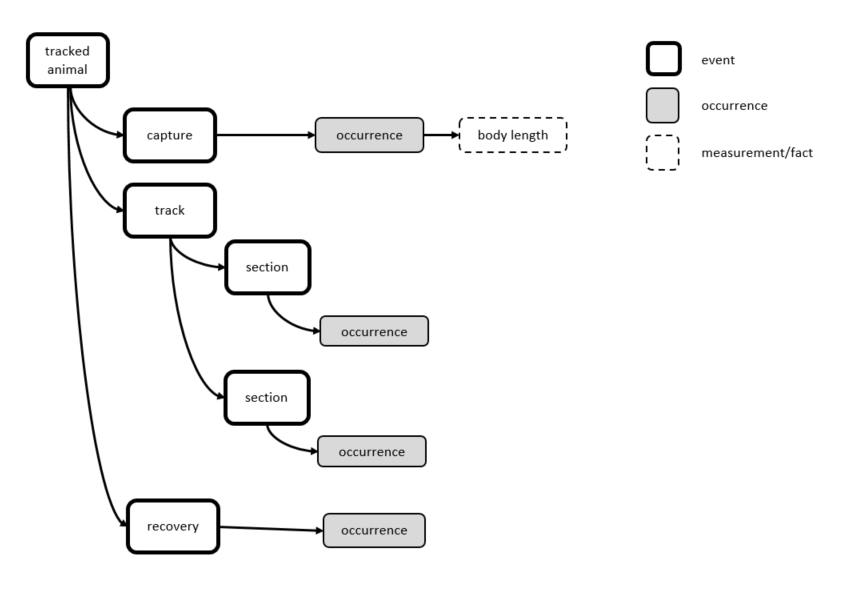 tracked
animal
event
occurrence
capture
occurrence
body length
measurement/fact
track
section
occurrence
section
occurrence
recovery
occurrence